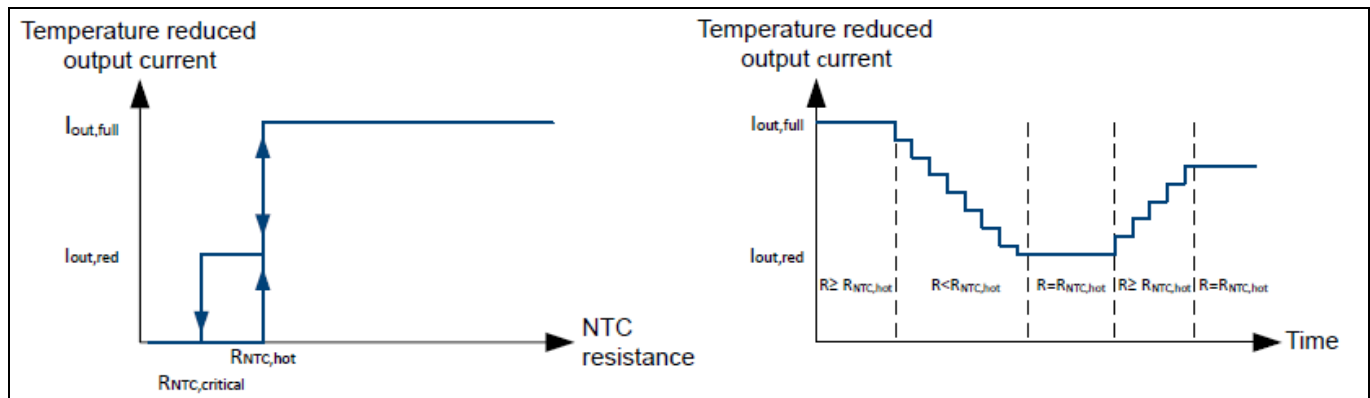 Temperature reduced
output current
Iout,full
Iout,red
RNTC,hot
RNTC,critical
NTC
resistance
Temperature reduced
output current
Iout,full
Iout,red
R≥ RNTC,hot
R<RNTC,hot
R=RNTC,hot
R≥ RNTC,hot
R=RNTC,hot
Time